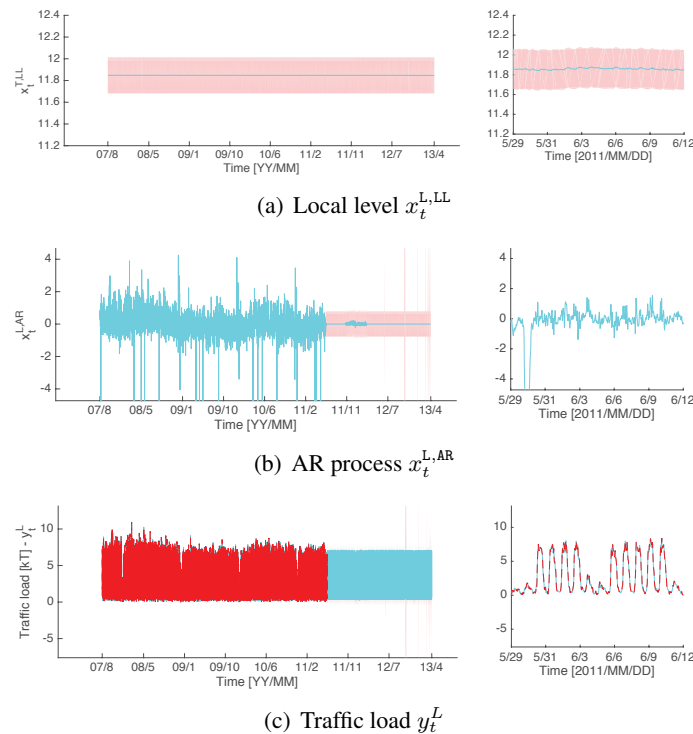 12.4
12.2
12
11.8
11.6
11.4
11.2
x_t^{T,LL}
07/8 08/5 09/1 09/10 10/6 11/2 11/11 12/7 13/4
Time [YY/MM]
12.4
12.2
12
11.8
11.6
11.4
11.2
5/29 5/31 6/3 6/6 6/9 6/12
Time [2011/MM/DD]
(a) Local level x_t^{L,LL}
4
2
0
-2
-4
x_t^{L,AR}
07/8 08/5 09/1 09/10 10/6 11/2 11/11 12/7 13/4
Time [YY/MM]
4
2
0
-2
-4
5/29 5/31 6/3 6/6 6/9 6/12
Time [2011/MM/DD]
(b) AR process x_t^{L,AR}
10
5
0
-5
Traffic load [kT] - y_t^L
07/8 08/5 09/1 09/10 10/6 11/2 11/11 12/7 13/4
Time [YY/MM]
10
5
0
-5
5/29 5/31 6/3 6/6 6/9 6/12
Time [2011/MM/DD]
(c) Traffic load y_t^L